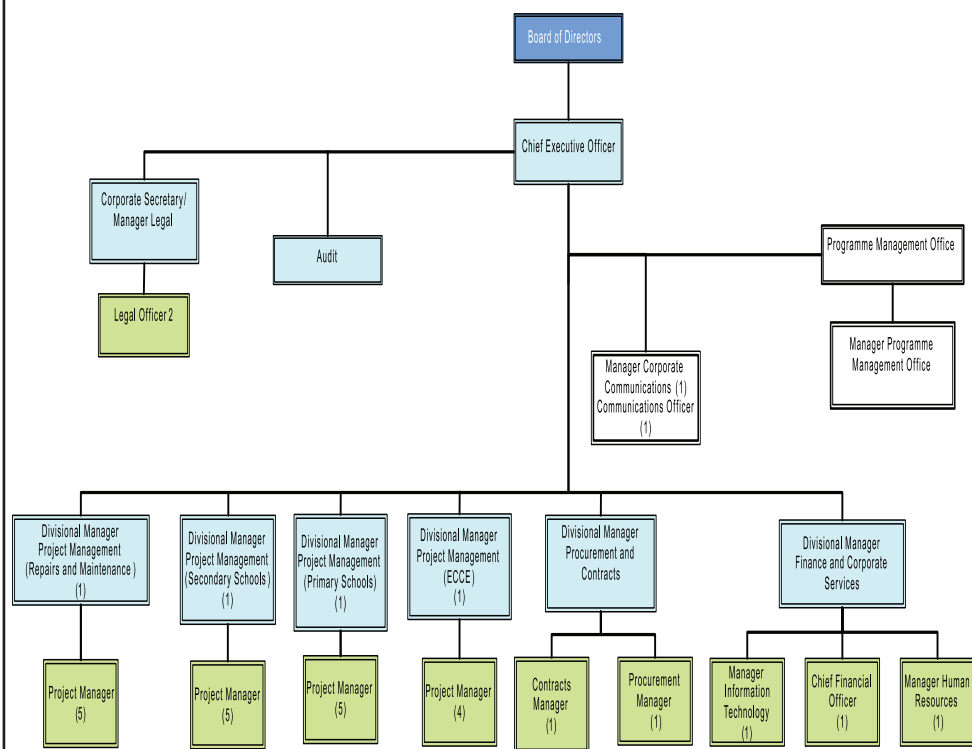 Board of Directors
Chief Executive Officer
Corporate Secretary/
Manager Legal
Audit
Programme Management Office
Legal Officer 2
Manager Programme
Management Office
Manager Corporate
Communications (1)
Communications Officer
(1)
Divisional Manager
Project Management
(Repairs and Maintenance )
(1)
Divisional Manager
Project Management
(Secondary Schools)
(1)
Divisional Manager
Project Management
(Primary Schools)
(1)
Divisional Manager
Project Management
(ECCE)
(1)
Divisional Manager
Procurement and
Contracts
Divisional Manager
Finance and Corporate
Services
Project Manager
(5)
Project Manager
(5)
Project Manager
(5)
Project Manager
(4)
Contracts
Manager
(1)
Procurement
Manager
(1)
Manager
Information
Technology
(1)
Chief Financial
Officer
(1)
Manager Human
Resources
(1)